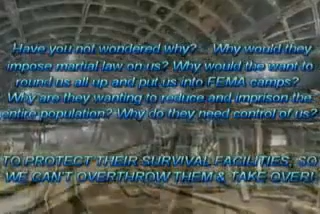 Have you not wondered why?   Why would they
impose martial law on us? Why would the want to
round us all up and put us into FEMA camps?
Why are they wanting to reduce and imprison the
entire population? Why do they need control of us?
TO PROTECT THEIR SURVIVAL FACILITIES, SO
WE CAN'T OVERTHROW THEM & TAKE OVER!